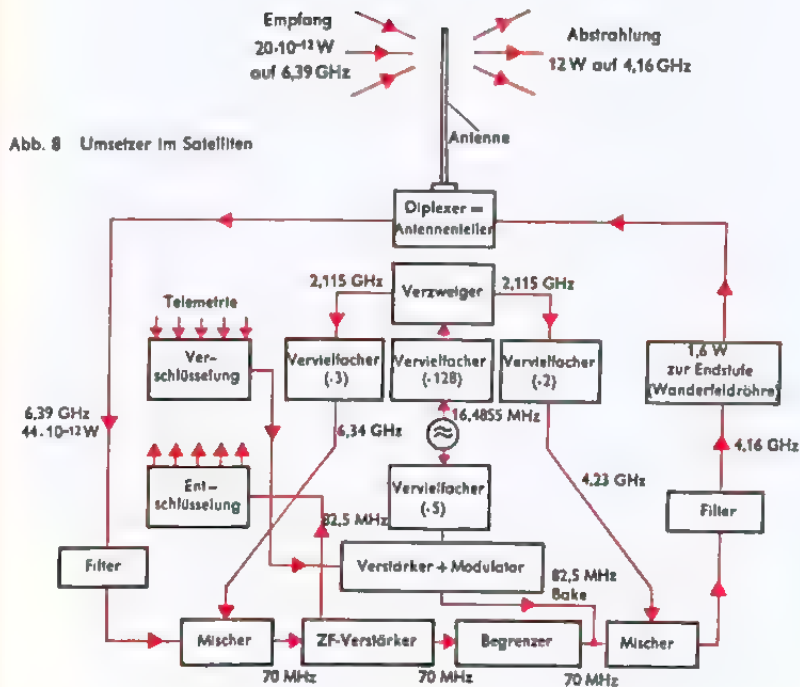 Empfang
20·10⁻¹² W
auf 6,39 GHz
Abstrahlung
12 W auf 4,16 GHz
Antenne
Abb. 8 Umsetzer im Satelliten
Diplexer =
Antennenteiler
2,115 GHz
Verzweiger
2,115 GHz
Telemetrie
Ver-
schlüsselung
Vervielfacher
(·3)
Vervielfacher
(·128)
Vervielfacher
(·2)
1,6 W
zur Endstufe
(Wanderfeldröhre)
6,39 GHz
44·10⁻¹² W
6,34 GHz
16,4855 MHz
4,16 GHz
Ent-
schlüsselung
Vervielfacher
(·5)
4,23 GHz
Filter
82,5 MHz
Filter
Verstärker + Modulator
82,5 MHz
Bake
Mischer
ZF-Verstärker
Begrenzer
Mischer
70 MHz
70 MHz
70 MHz